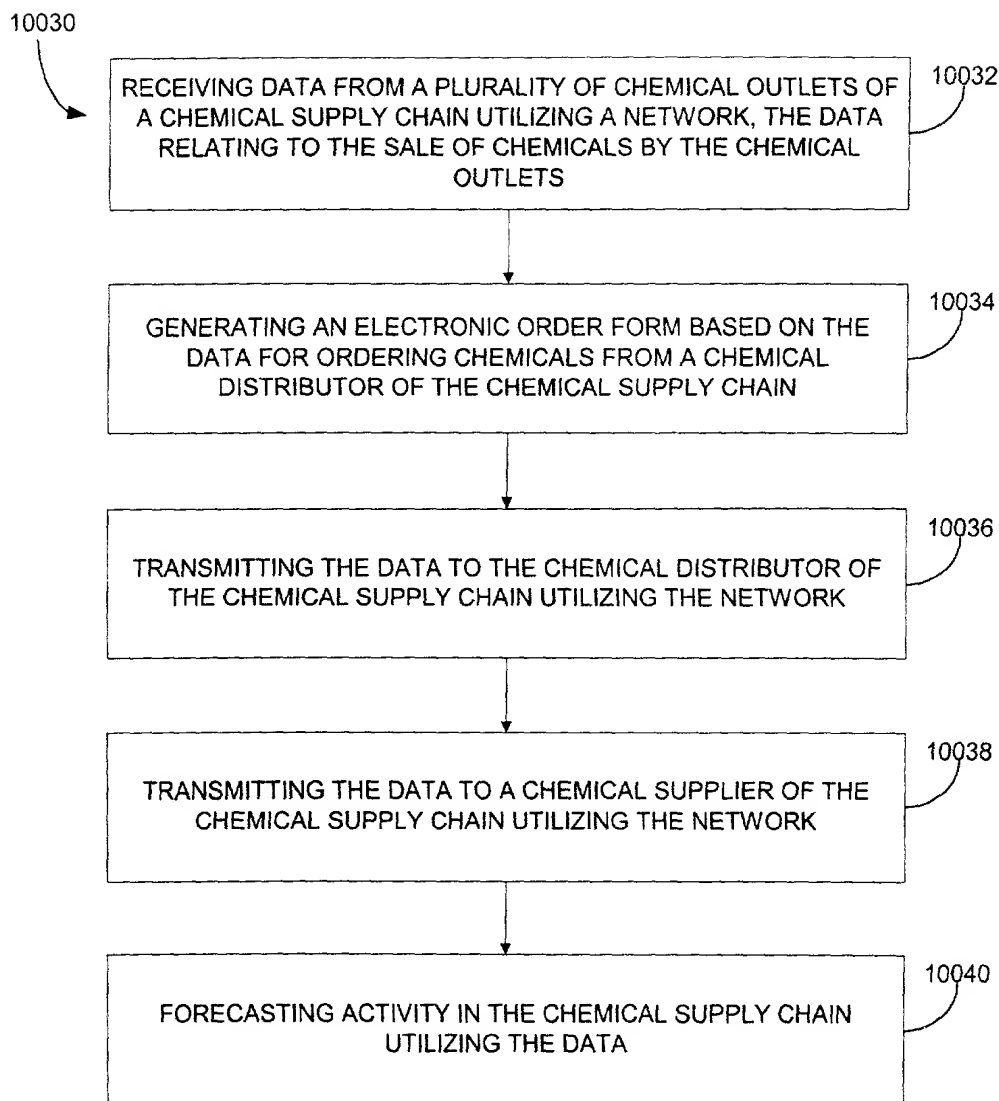 10030
RECEIVING DATA FROM A PLURALITY OF CHEMICAL OUTLETS OF
A CHEMICAL SUPPLY CHAIN UTILIZING A NETWORK, THE DATA
RELATING TO THE SALE OF CHEMICALS BY THE CHEMICAL
OUTLETS
10032
GENERATING AN ELECTRONIC ORDER FORM BASED ON THE
DATA FOR ORDERING CHEMICALS FROM A CHEMICAL
DISTRIBUTOR OF THE CHEMICAL SUPPLY CHAIN
10034
TRANSMITTING THE DATA TO THE CHEMICAL DISTRIBUTOR OF
THE CHEMICAL SUPPLY CHAIN UTILIZING THE NETWORK
10036
TRANSMITTING THE DATA TO A CHEMICAL SUPPLIER OF THE
CHEMICAL SUPPLY CHAIN UTILIZING THE NETWORK
10038
FORECASTING ACTIVITY IN THE CHEMICAL SUPPLY CHAIN
UTILIZING THE DATA
10040